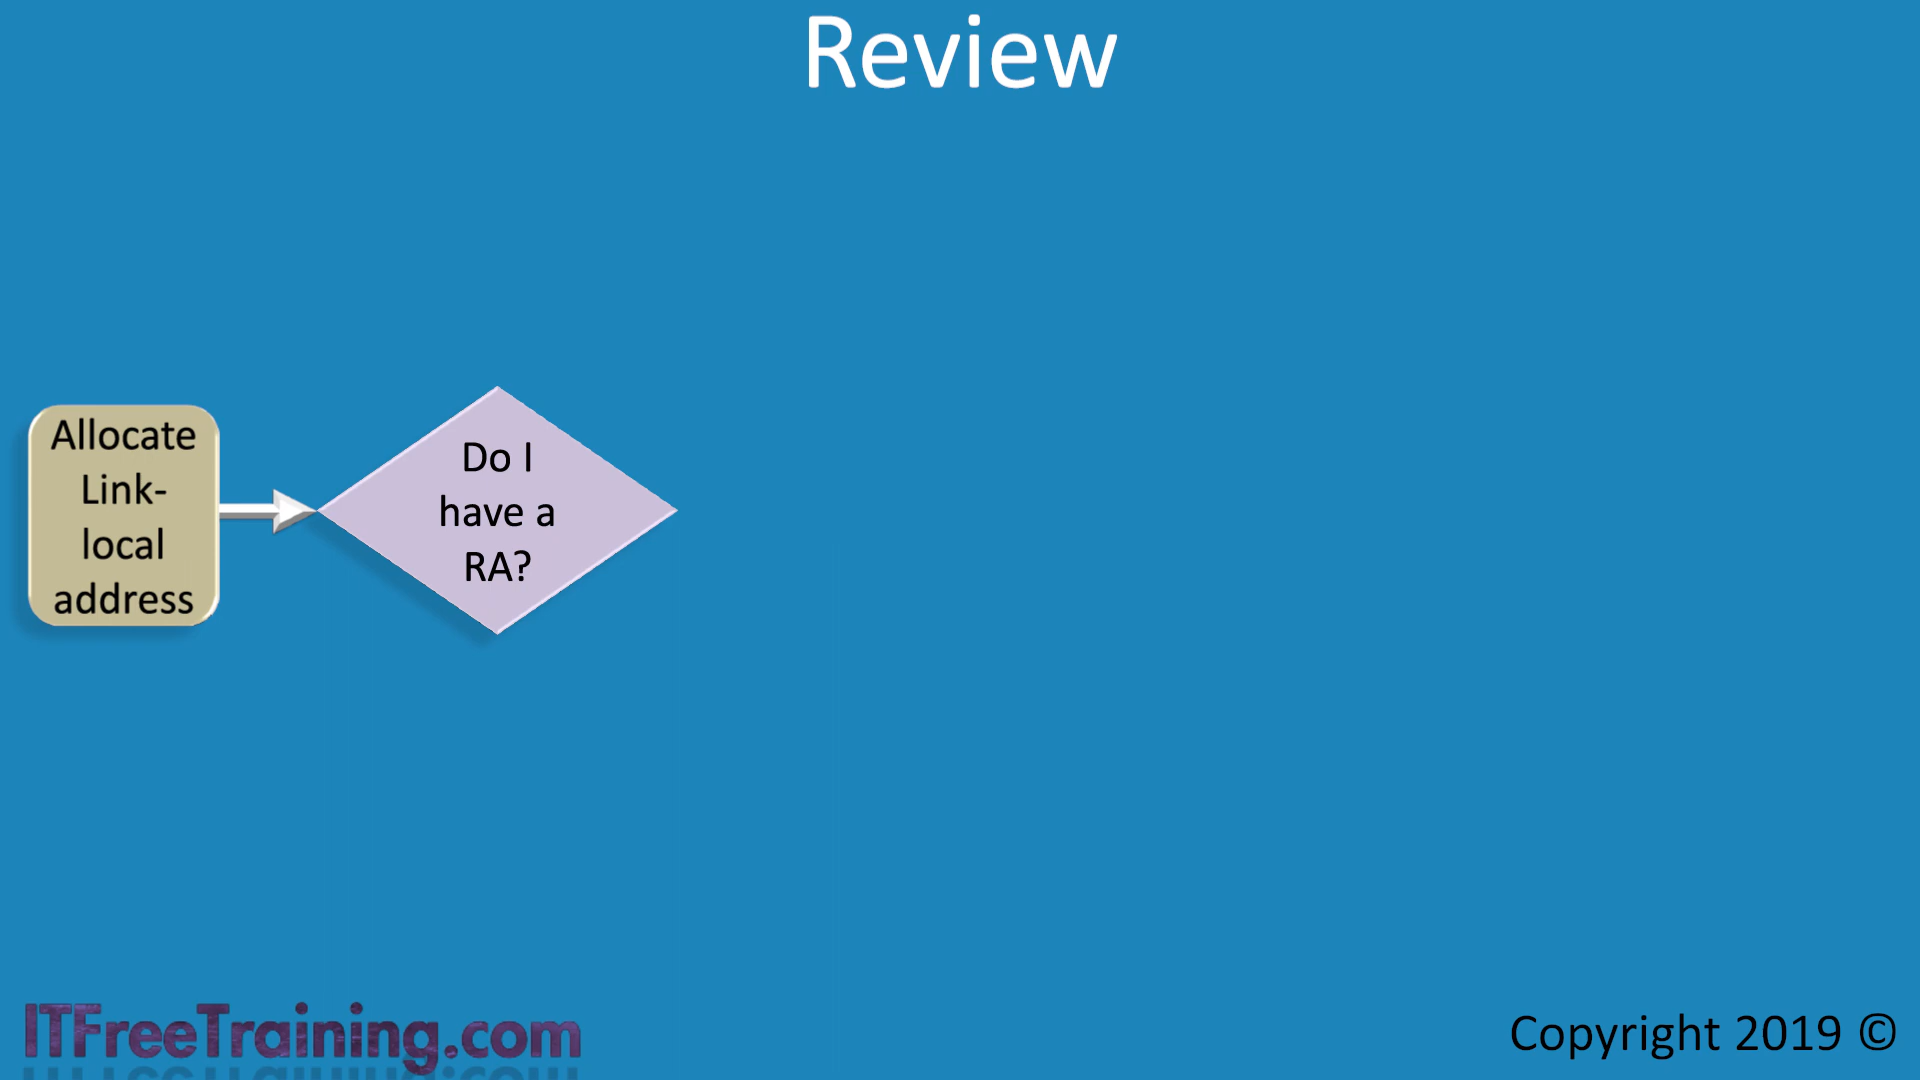 Review
Allocate
Link-
local
address
Do I
have a
RA?
ITFreeTraining.com
Copyright 2019 ©